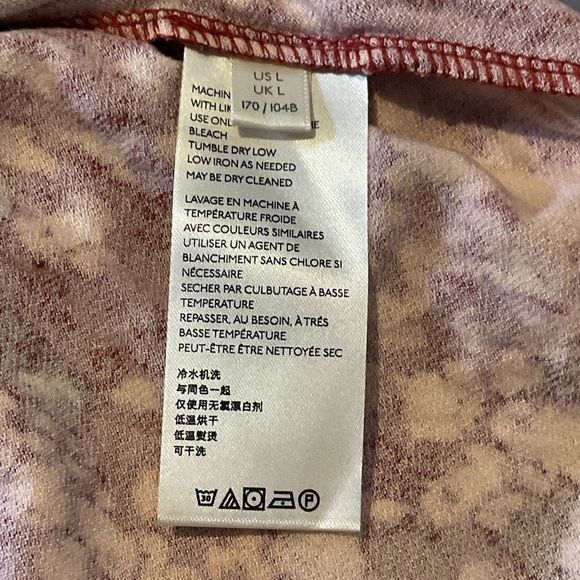 US L
UK L
170 / 104B
MACHIN
WITH LIK
USE ONL
BLEACH
TUMBLE DRY LOW
LOW IRON AS NEEDED
MAY BE DRY CLEANED
LAVAGE EN MACHINE À
TEMPÉRATURE FROIDE
AVEC COULEURS SIMILAIRES
UTILISER UN AGENT DE
BLANCHIMENT SANS CHLORE SI
NÉCESSAIRE
SECHER PAR CULBUTAGE À BASSE
TEMPERATURE
REPASSER, AU BESOIN, À TRÉS
BASSE TEMPÉRATURE
PEUT-ÊTRE ÊTRE NETTOYÉE SEC
冷水机洗
与同色一起
仅使用无氯漂白剂
低温烘干
低温熨烫
可干洗
30 P